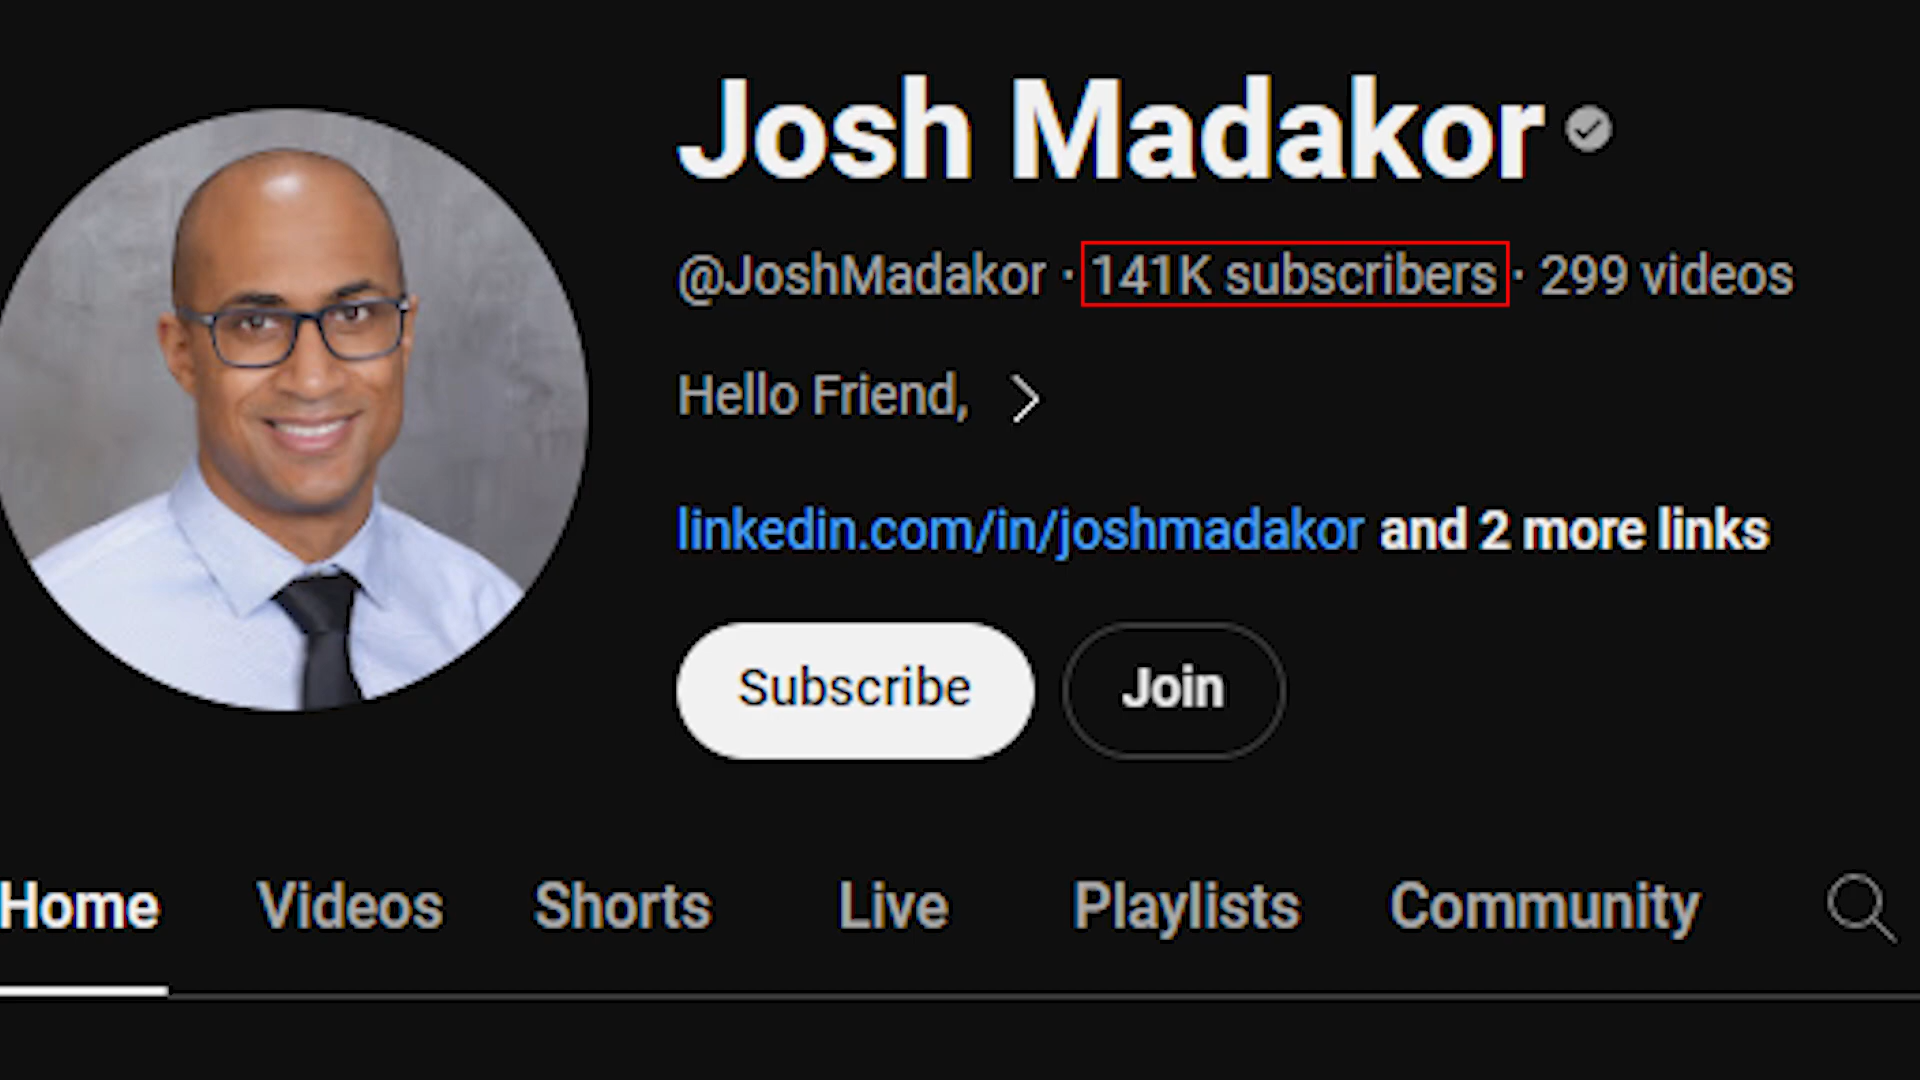 Josh Madakor
@JoshMadakor · 141K subscribers · 299 videos
Hello Friend,
linkedin.com/in/joshmadakor and 2 more links
Subscribe Join
Home Videos Shorts Live Playlists Community